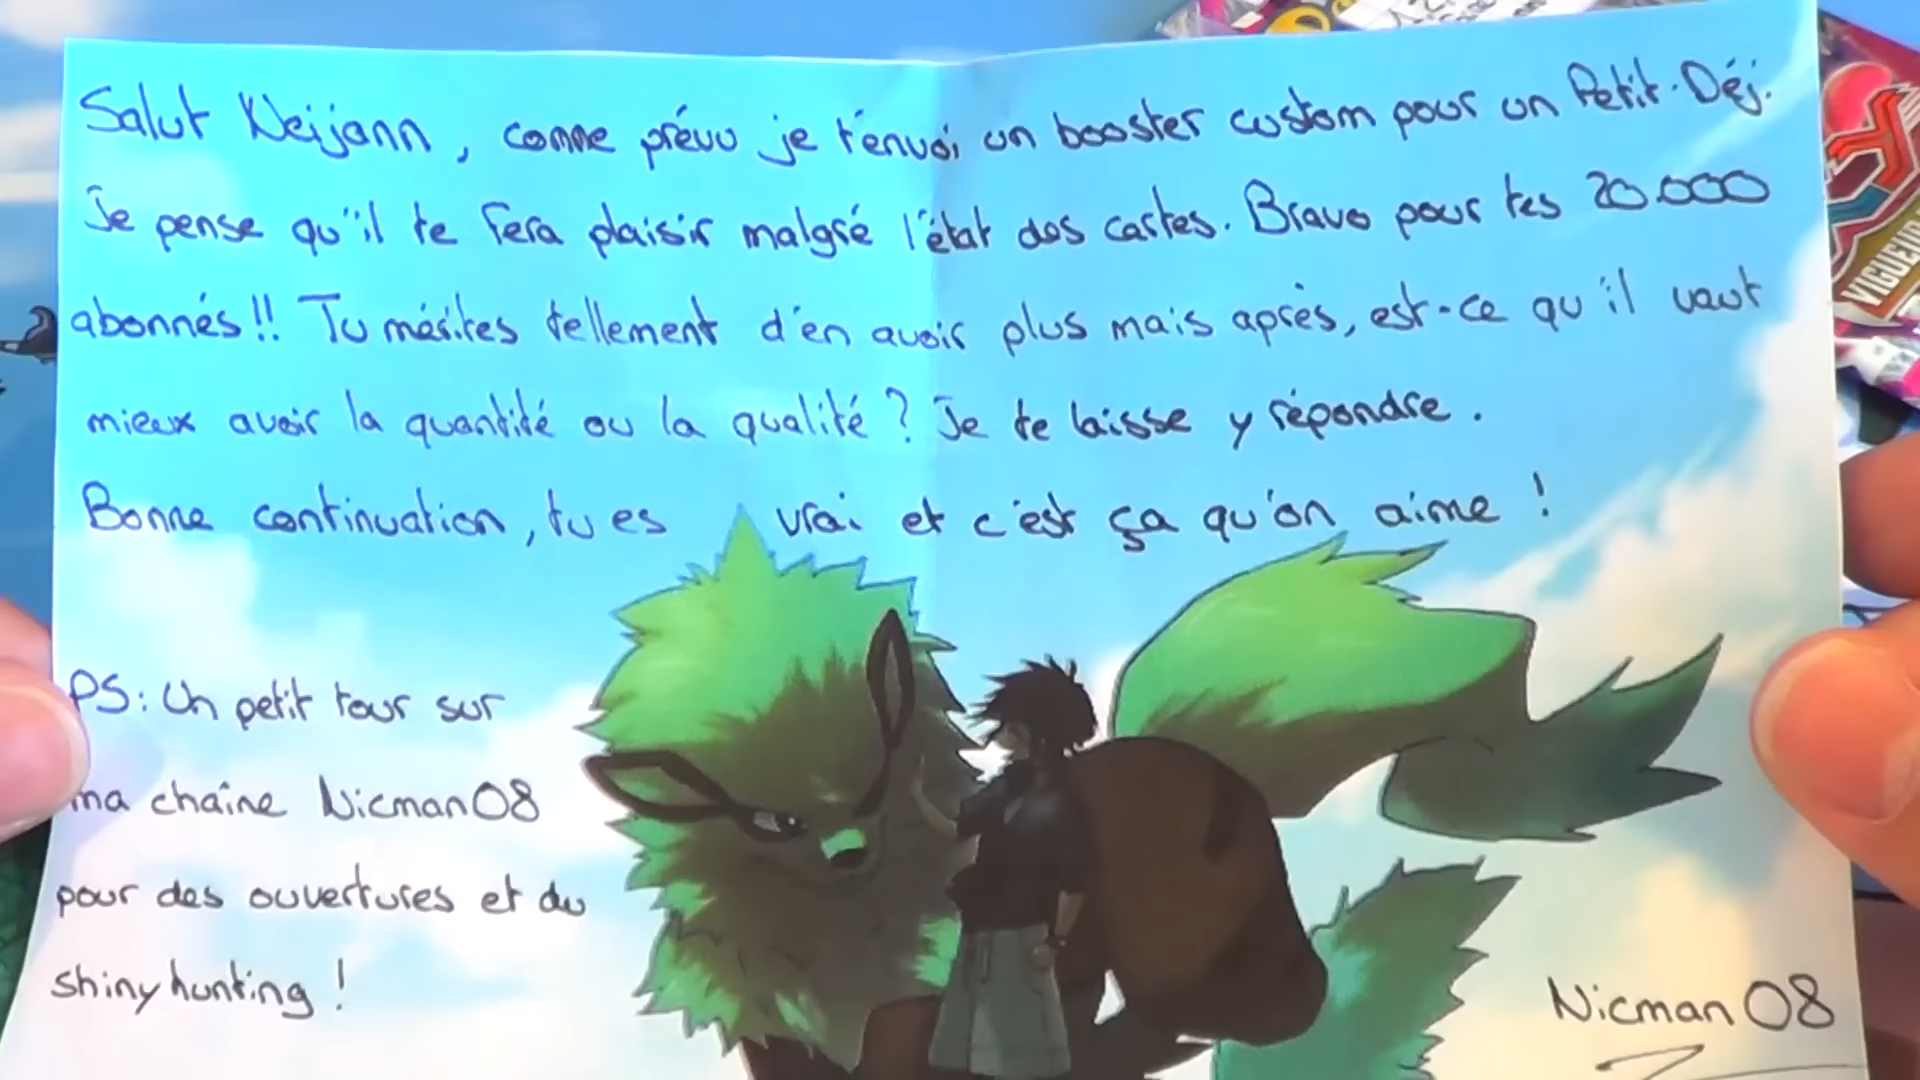 Salut Neijann, comme prévu je t'envoi un booster custom pour un Petit-Déj.
Je pense qu'il te fera plaisir malgré l'état des cartes. Bravo pour tes 20.000
abonnés!! Tu mérites tellement d'en avoir plus mais après, est-ce qu'il vaut
mieux avoir la quantité ou la qualité ? Je te laisse y répondre.
Bonne continuation, tu es vrai et c'est ça qu'on aime !
PS: Un petit tour sur
ma chaîne Nicman08
pour des ouvertures et du
shiny hunting !
Nicman08